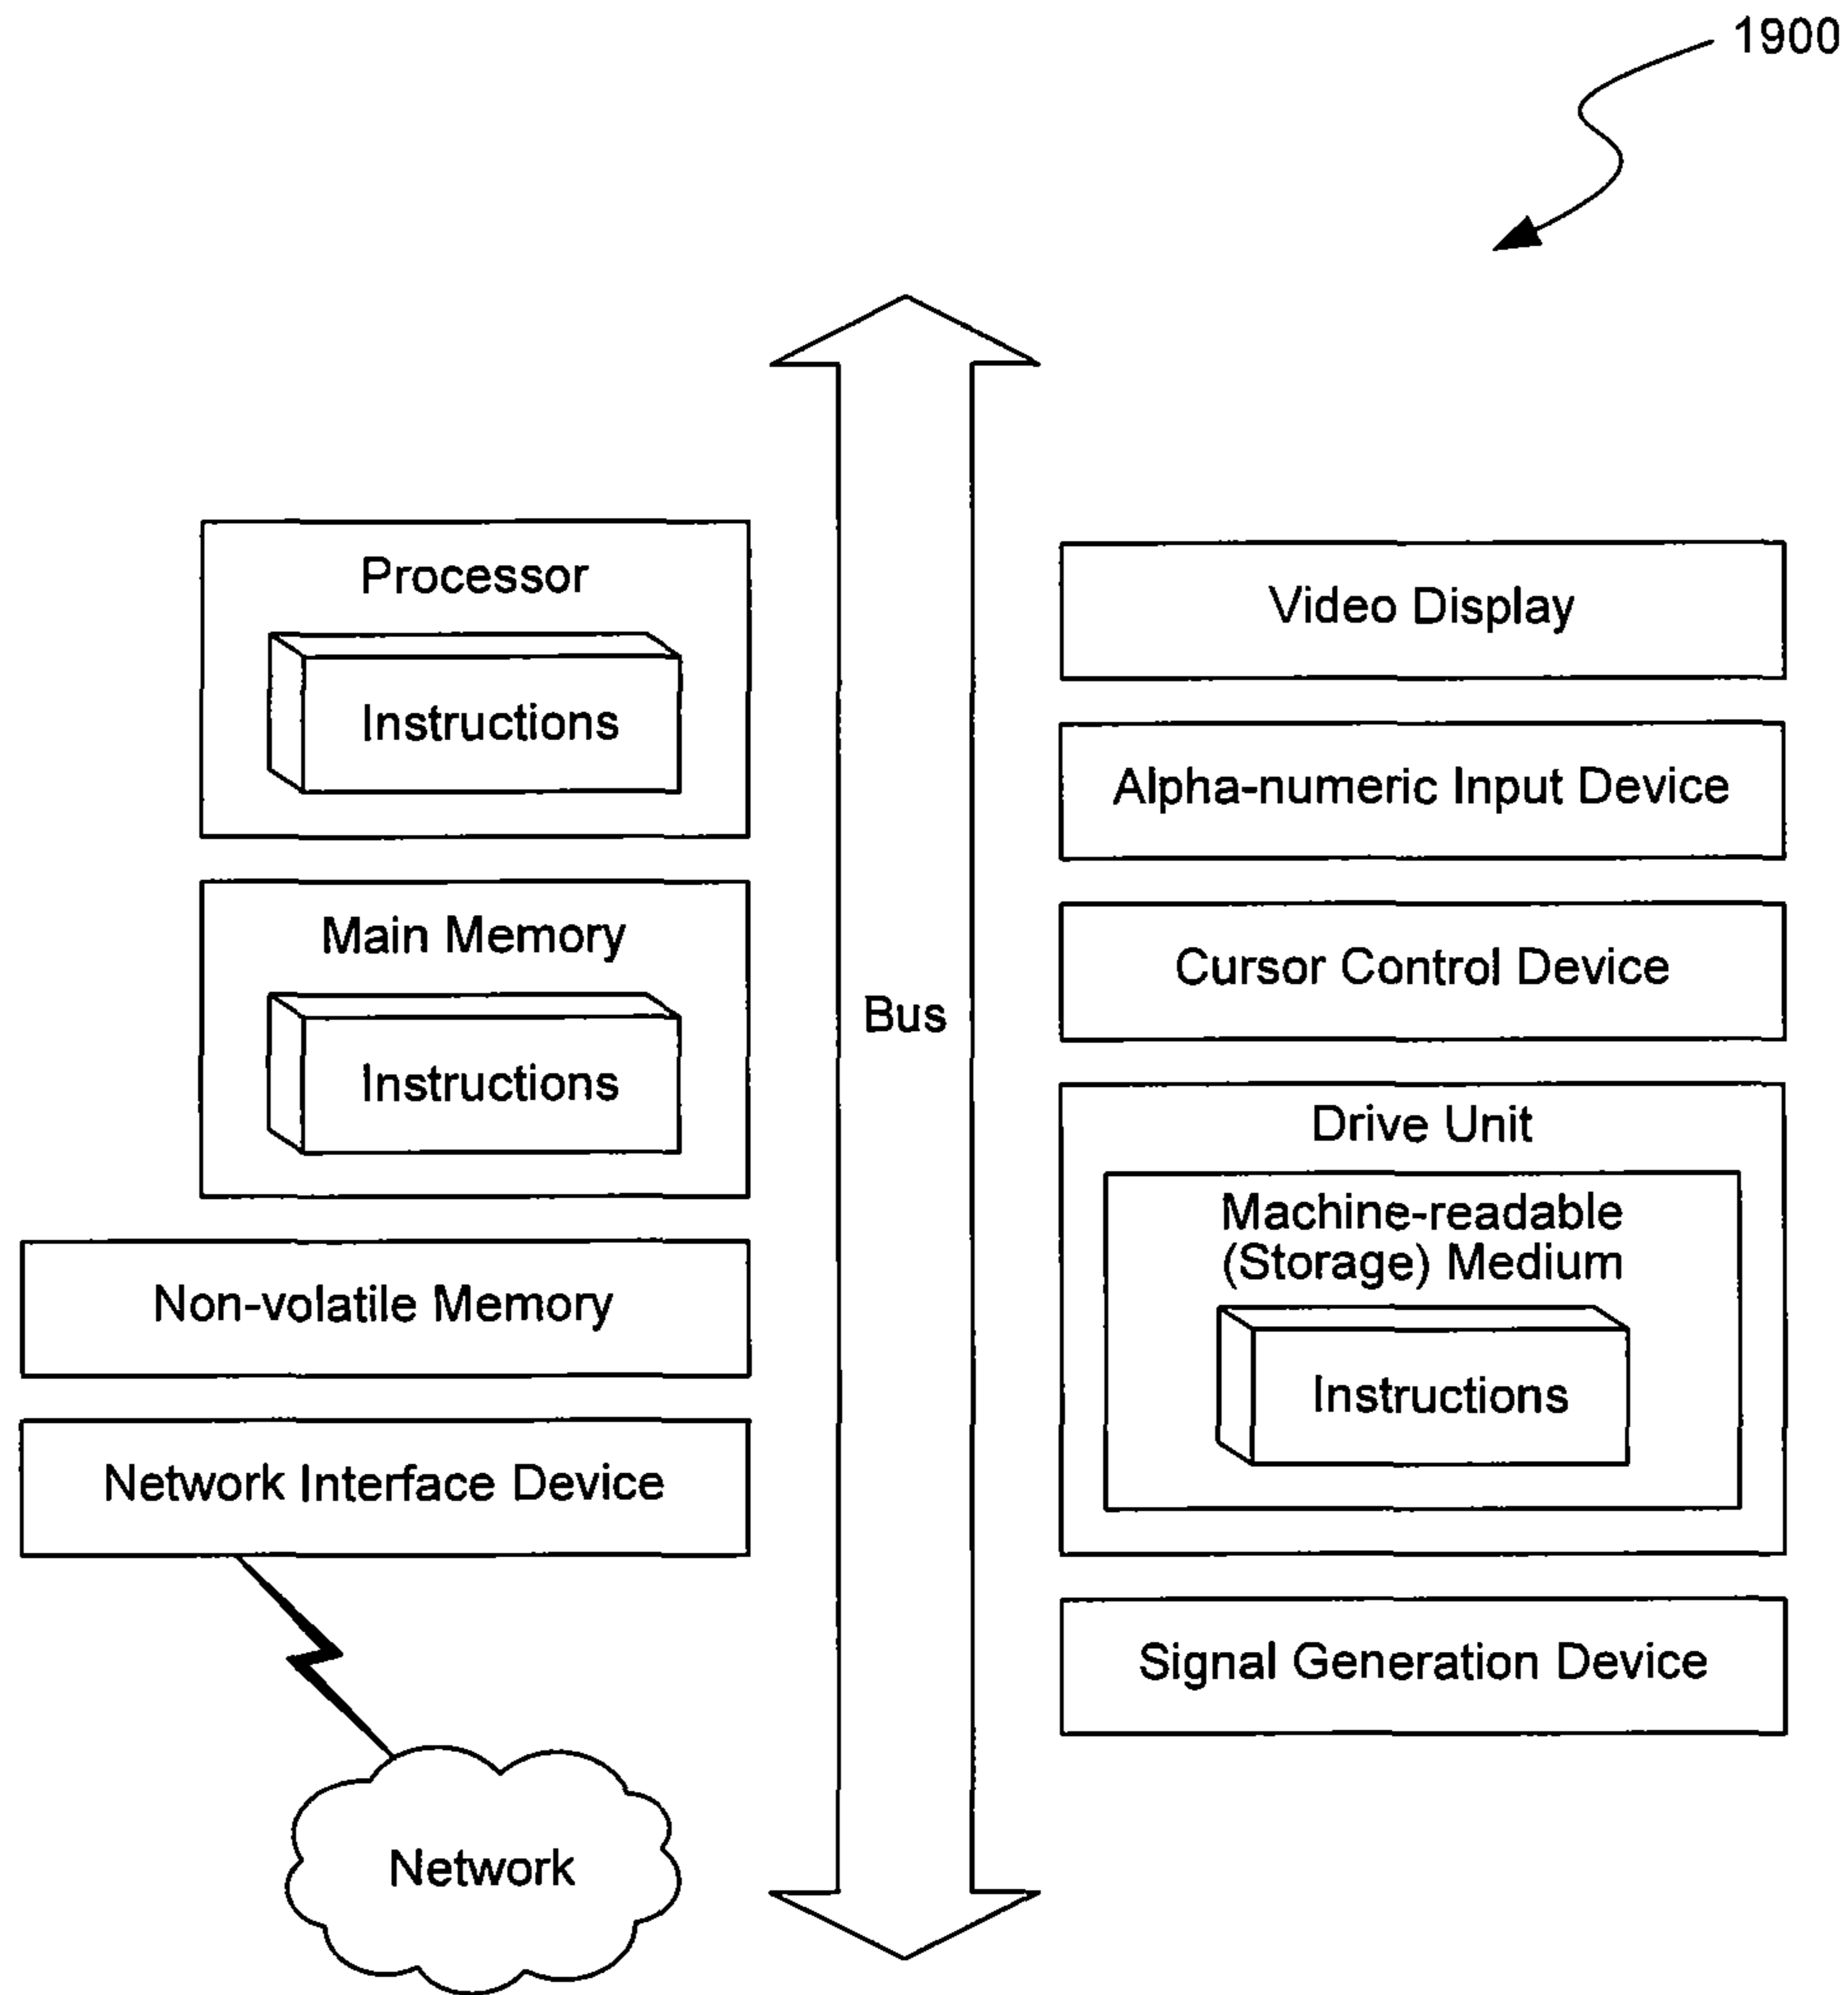 1900
Processor
Instructions
Main Memory
Instructions
Non-volatile Memory
Network Interface Device
Network
Bus
Video Display
Alpha-numeric Input Device
Cursor Control Device
Drive Unit
Machine-readable
(Storage) Medium
Instructions
Signal Generation Device